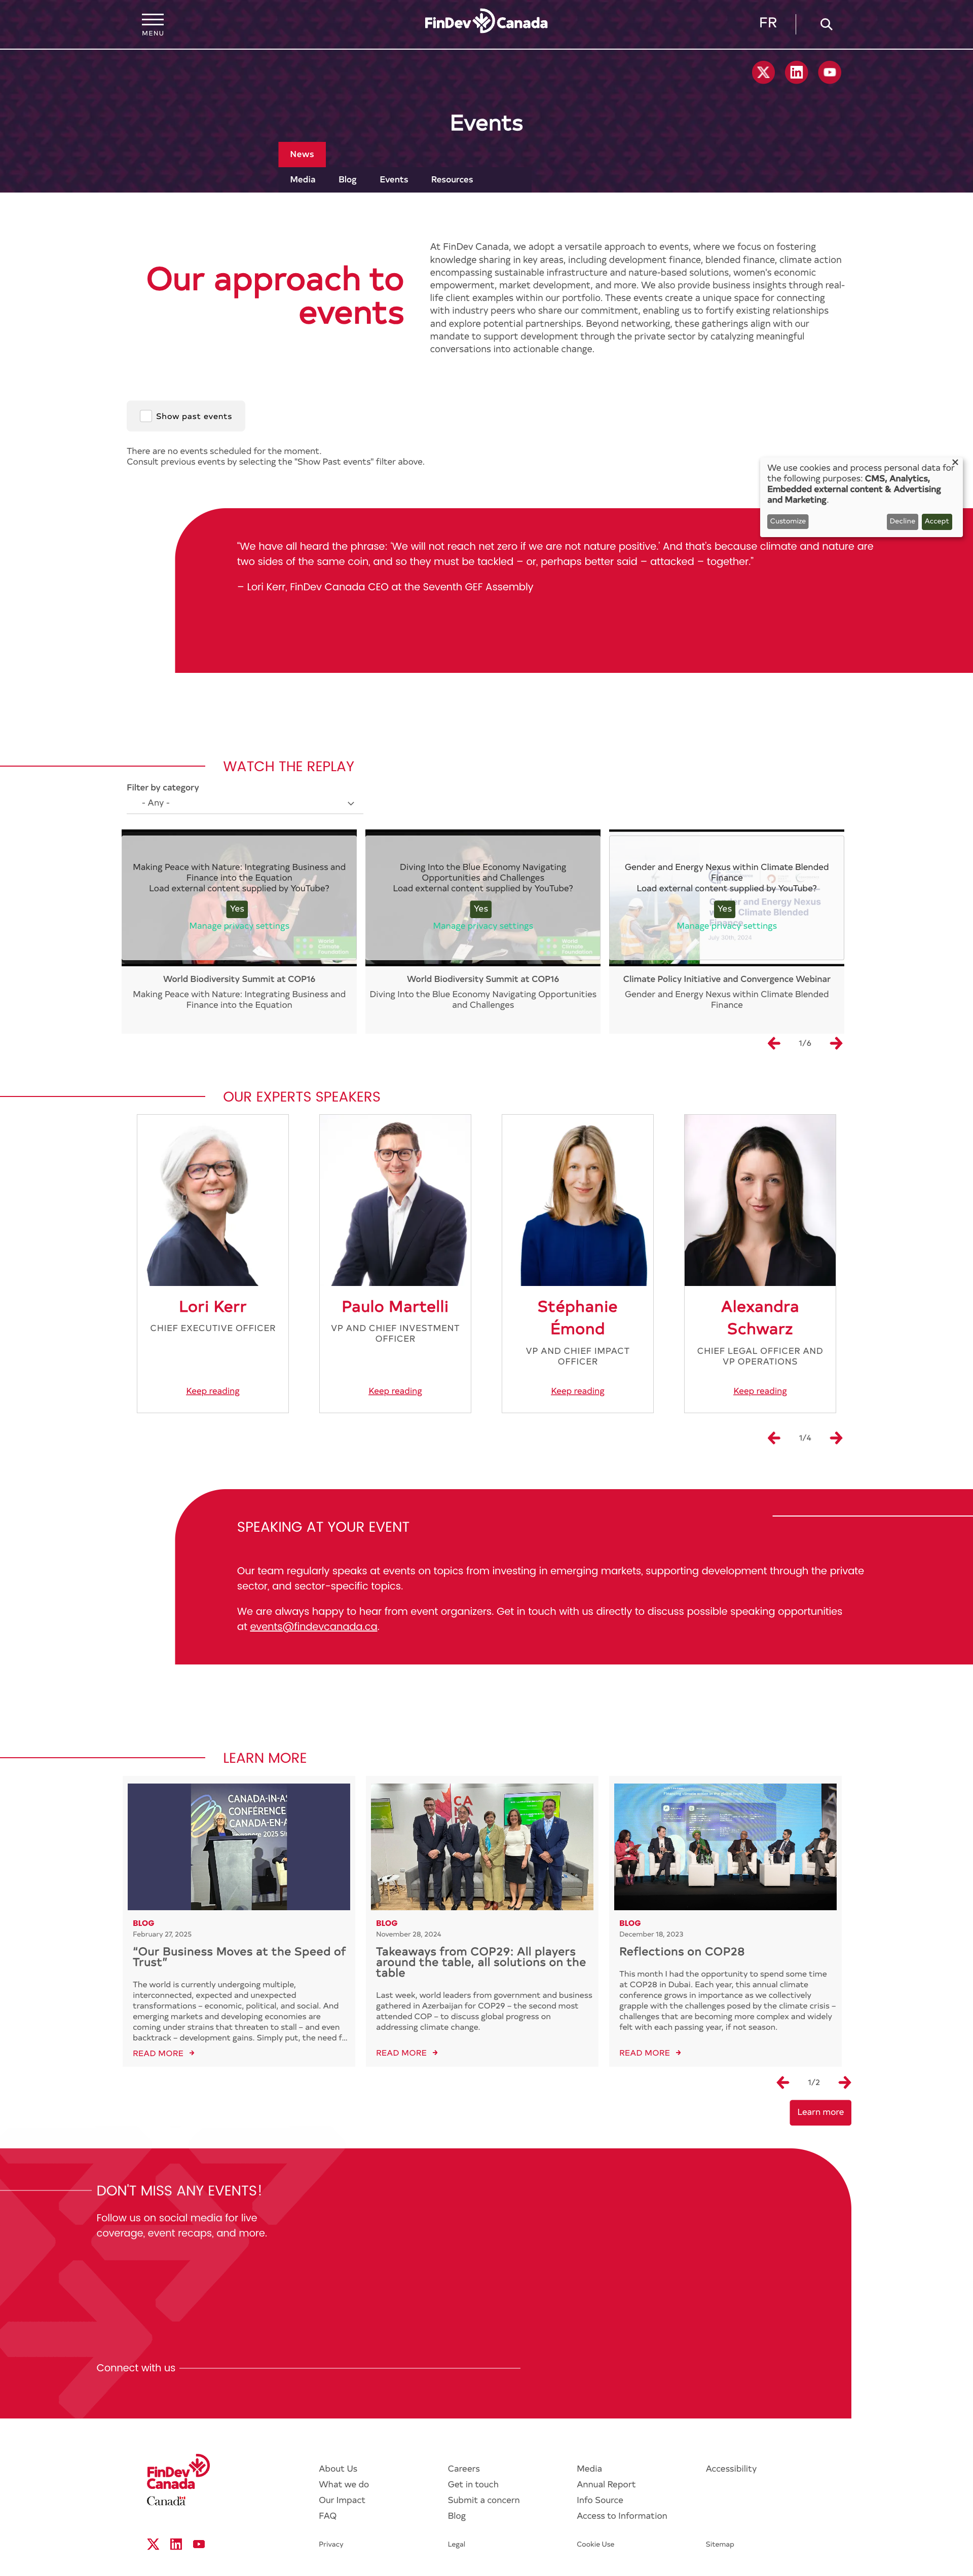 MENU
FinDev Canada
FR
Events
News
Media Blog Events Resources
Our approach to
events
At FinDev Canada, we adopt a versatile approach to events, where we focus on fostering
knowledge sharing in key areas, including development finance, blended finance, climate action
encompassing sustainable infrastructure and nature-based solutions, women's economic
empowerment, market development, and more. We also provide business insights through real-
life client examples within our portfolio. These events create a unique space for connecting
with industry peers who share our commitment, enabling us to fortify existing relationships
and explore potential partnerships. Beyond networking, these gatherings align with our
mandate to support development through the private sector by catalyzing meaningful
conversations into actionable change.
Show past events
There are no events scheduled for the moment.
Consult previous events by selecting the "Show Past events" filter above.
We use cookies and process personal data for
the following purposes: CMS, Analytics,
Embedded external content & Advertising
and Marketing.
Customize Decline Accept
"We have all heard the phrase: 'We will not reach net zero if we are not nature positive.' And that's because climate and nature are
two sides of the same coin, and so they must be tackled – or, perhaps better said – attacked – together."
– Lori Kerr, FinDev Canada CEO at the Seventh GEF Assembly
WATCH THE REPLAY
Filter by category
- Any -
Making Peace with Nature: Integrating Business and
Finance into the Equation
Load external content supplied by YouTube?
Yes
Manage privacy settings
World
Climate
Foundation
World Biodiversity Summit at COP16
Making Peace with Nature: Integrating Business and
Finance into the Equation
Diving Into the Blue Economy Navigating
Opportunities and Challenges
Load external content supplied by YouTube?
Yes
Manage privacy settings
World
Climate
Foundation
World Biodiversity Summit at COP16
Diving Into the Blue Economy Navigating Opportunities
and Challenges
Gender and Energy Nexus within Climate Blended
Finance
Load external content supplied by YouTube?
Yes
Manage privacy settings
July 30th, 2024
Climate Policy Initiative and Convergence Webinar
Gender and Energy Nexus within Climate Blended
Finance
1/6
OUR EXPERTS SPEAKERS
Lori Kerr
CHIEF EXECUTIVE OFFICER
Keep reading
Paulo Martelli
VP AND CHIEF INVESTMENT
OFFICER
Keep reading
Stéphanie
Émond
VP AND CHIEF IMPACT
OFFICER
Keep reading
Alexandra
Schwarz
CHIEF LEGAL OFFICER AND
VP OPERATIONS
Keep reading
1/4
SPEAKING AT YOUR EVENT
Our team regularly speaks at events on topics from investing in emerging markets, supporting development through the private
sector, and sector-specific topics.
We are always happy to hear from event organizers. Get in touch with us directly to discuss possible speaking opportunities
at events@findevcanada.ca.
LEARN MORE
CANADA-IN-AS
CONFÉRENCE
CANADA-EN-A
BLOG
February 27, 2025
"Our Business Moves at the Speed of
Trust"
The world is currently undergoing multiple,
interconnected, expected and unexpected
transformations – economic, political, and social. And
emerging markets and developing economies are
coming under strains that threaten to stall – and even
backtrack – development gains. Simply put, the need f...
READ MORE
BLOG
November 28, 2024
Takeaways from COP29: All players
around the table, all solutions on the
table
Last week, world leaders from government and business
gathered in Azerbaijan for COP29 – the second most
attended COP – to discuss global progress on
addressing climate change.
READ MORE
BLOG
December 18, 2023
Reflections on COP28
This month I had the opportunity to spend some time
at COP28 in Dubai. Each year, this annual climate
conference grows in importance as we collectively
grapple with the challenges posed by the climate crisis –
challenges that are becoming more complex and widely
felt with each passing year, if not season.
READ MORE
1/2
Learn more
DON'T MISS ANY EVENTS!
Follow us on social media for live
coverage, event recaps, and more.
Connect with us
FinDev
Canada
Canada
About Us
What we do
Our Impact
FAQ
Careers
Get in touch
Submit a concern
Blog
Media
Annual Report
Info Source
Access to Information
Accessibility
Privacy Legal Cookie Use Sitemap